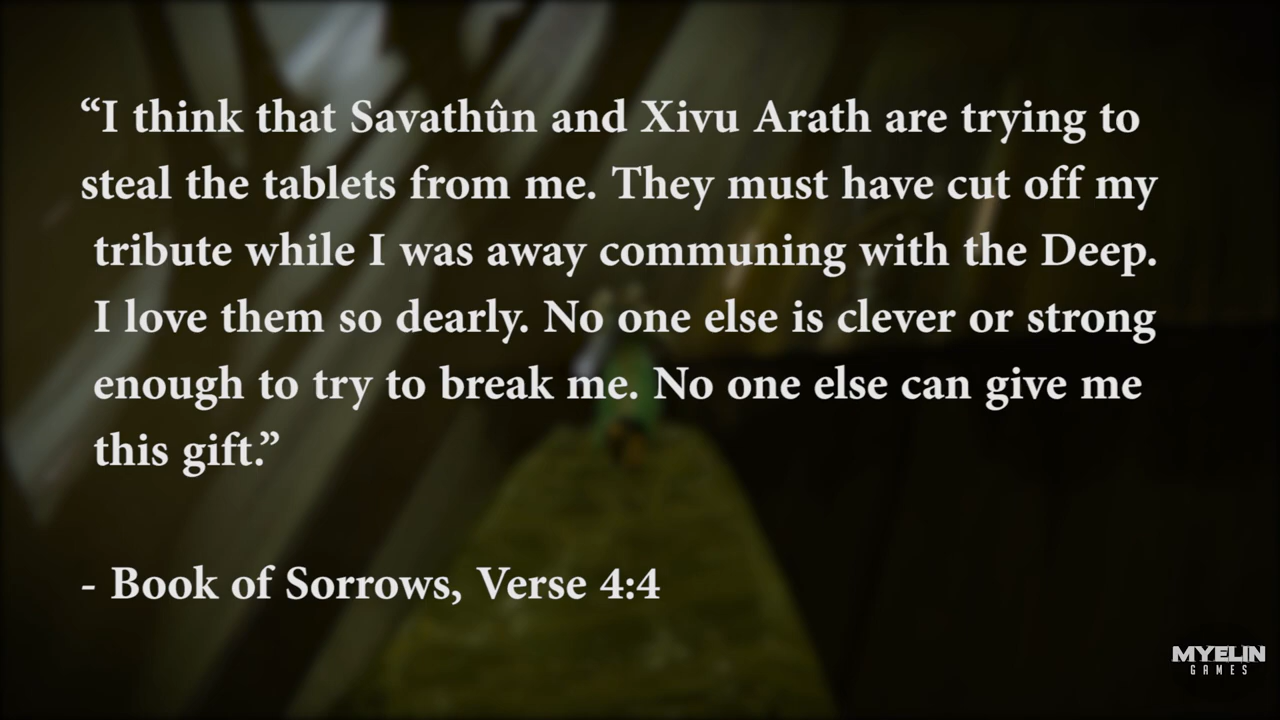 “I think that Savathûn and Xivu Arath are trying to
steal the tablets from me. They must have cut off my
tribute while I was away communing with the Deep.
I love them so dearly. No one else is clever or strong
enough to try to break me. No one else can give me
this gift.”
- Book of Sorrows, Verse 4:4
MYELIN
GAMES